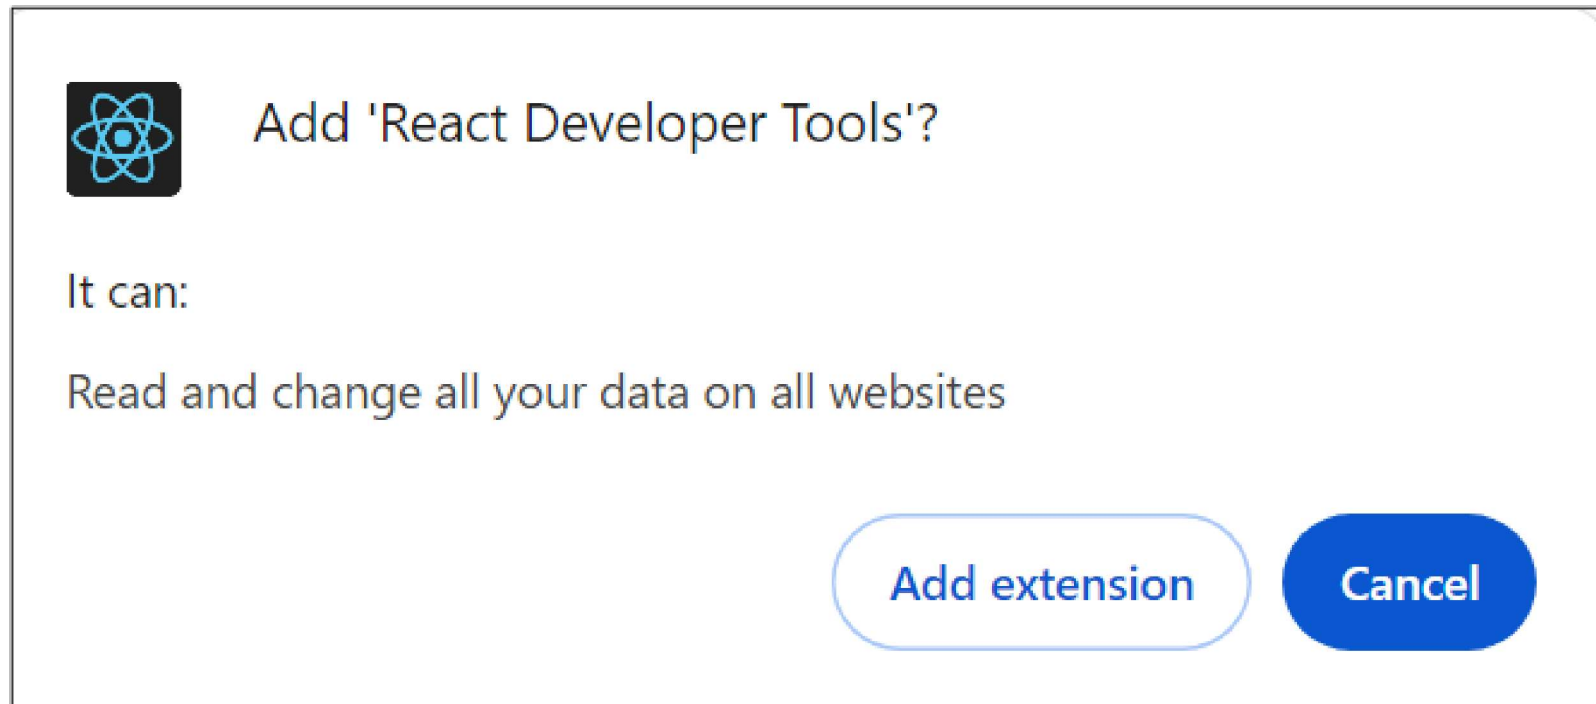 Add 'React Developer Tools'?
It can:
Read and change all your data on all websites
Add extension
Cancel